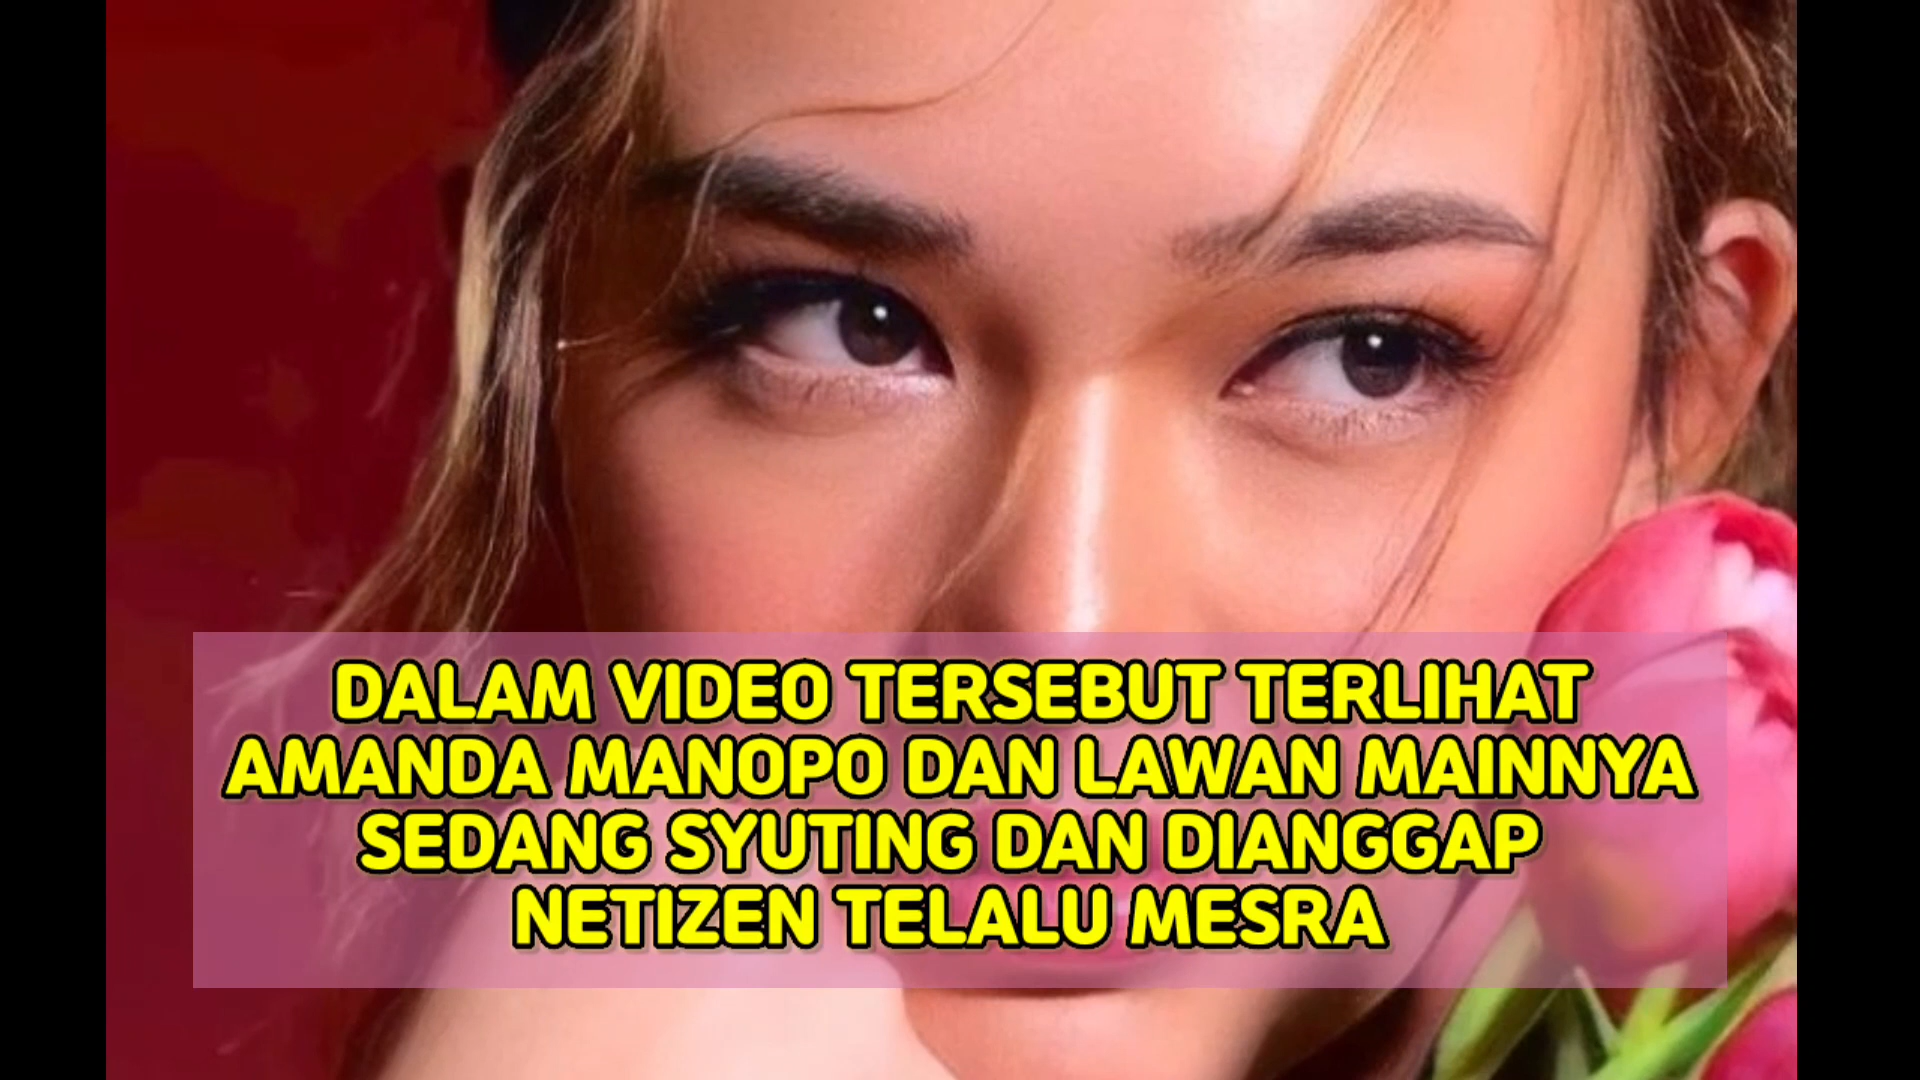 DALAM VIDEO TERSEBUT TERLIHAT
AMANDA MANOPO DAN LAWAN MAINNYA
SEDANG SYUTING DAN DIANGGAP
NETIZEN TELALU MESRA